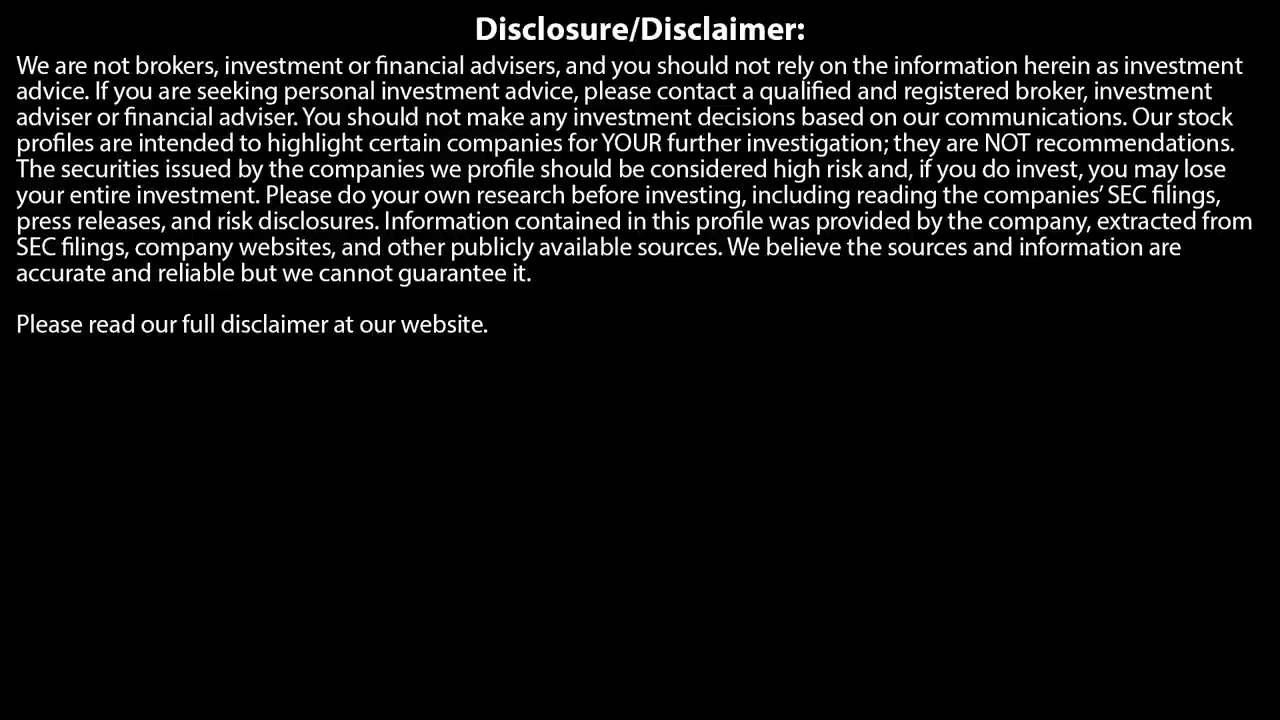 Disclosure/Disclaimer:
We are not brokers, investment or financial advisers, and you should not rely on the information herein as investment
advice. If you are seeking personal investment advice, please contact a qualified and registered broker, investment
adviser or financial adviser. You should not make any investment decisions based on our communications. Our stock
profiles are intended to highlight certain companies for YOUR further investigation; they are NOT recommendations.
The securities issued by the companies we profile should be considered high risk and, if you do invest, you may lose
your entire investment. Please do your own research before investing, including reading the companies’ SEC filings,
press releases, and risk disclosures. Information contained in this profile was provided by the company, extracted from
SEC filings, company websites, and other publicly available sources. We believe the sources and information are
accurate and reliable but we cannot guarantee it.
Please read our full disclaimer at our website.